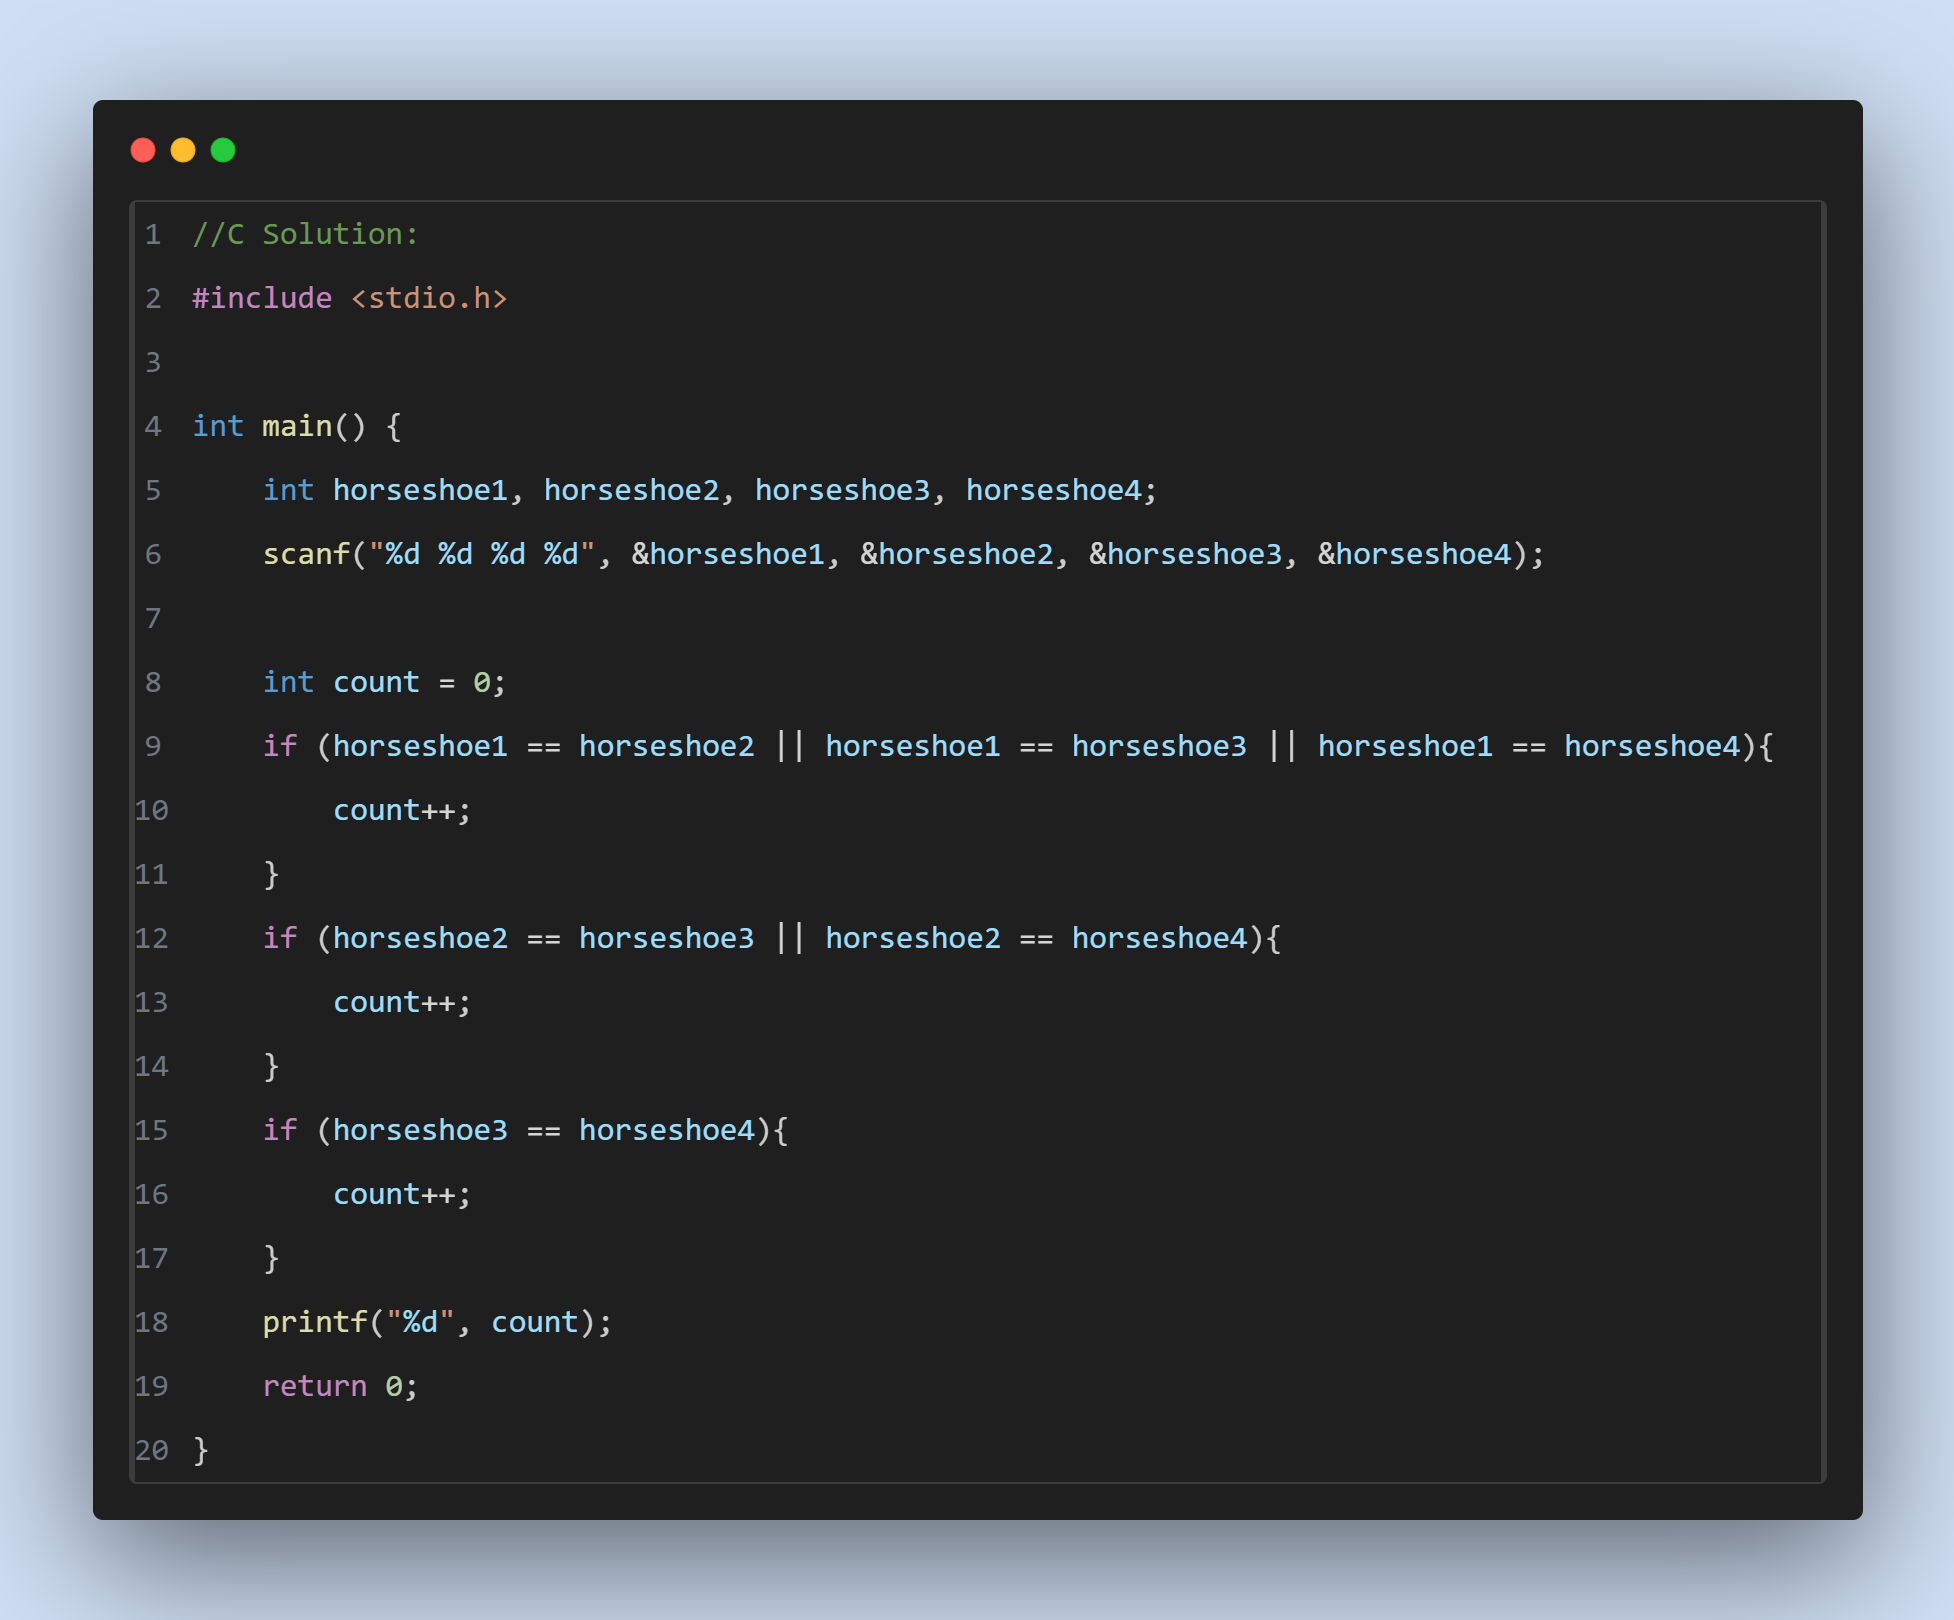 1 //C Solution:
2 #include <stdio.h>
3
4 int main() {
5     int horseshoe1, horseshoe2, horseshoe3, horseshoe4;
6     scanf("%d %d %d %d", &horseshoe1, &horseshoe2, &horseshoe3, &horseshoe4);
7
8     int count = 0;
9     if (horseshoe1 == horseshoe2 || horseshoe1 == horseshoe3 || horseshoe1 == horseshoe4){
10         count++;
11     }
12     if (horseshoe2 == horseshoe3 || horseshoe2 == horseshoe4){
13         count++;
14     }
15     if (horseshoe3 == horseshoe4){
16         count++;
17     }
18     printf("%d", count);
19     return 0;
20 }